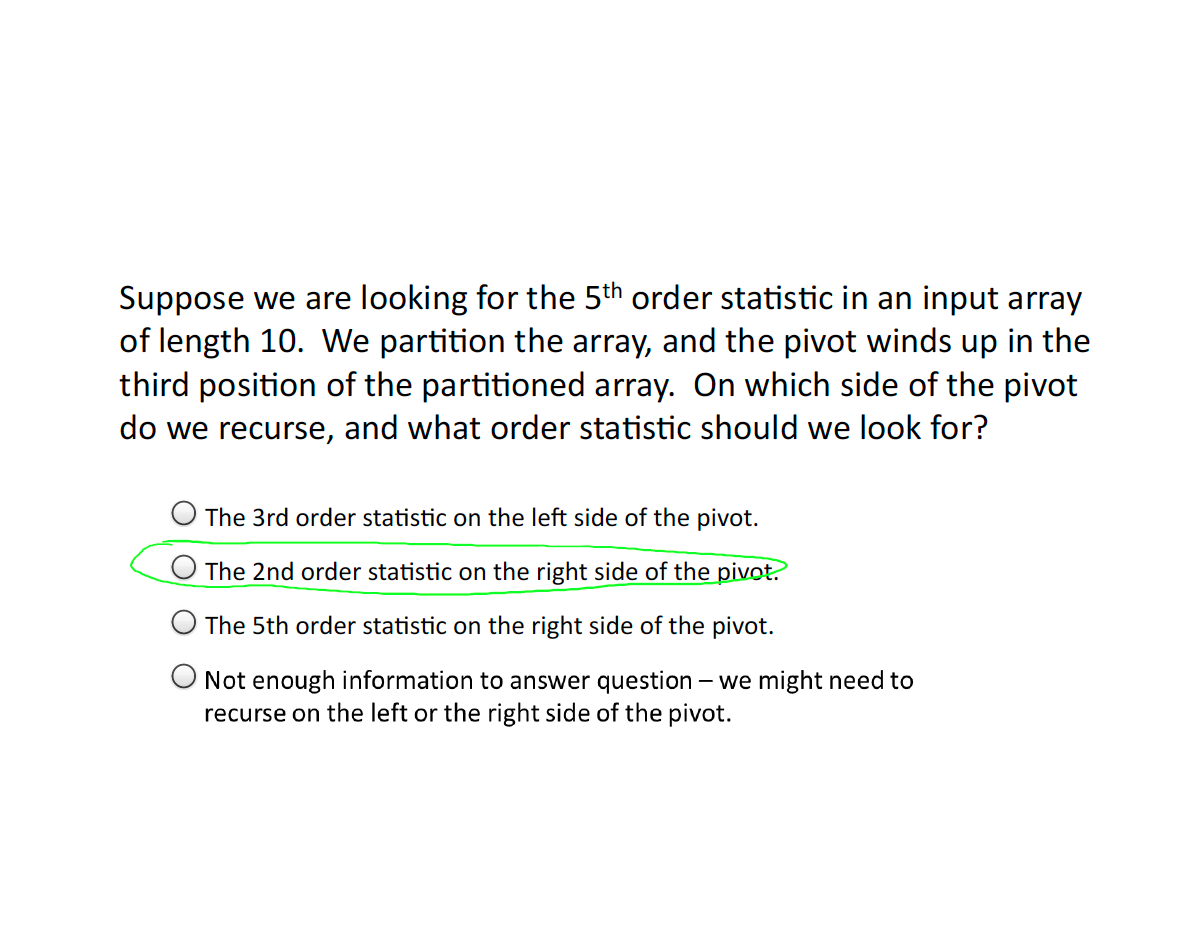 Suppose we are looking for the 5th order statistic in an input array
of length 10. We partition the array, and the pivot winds up in the
third position of the partitioned array. On which side of the pivot
do we recurse, and what order statistic should we look for?
The 3rd order statistic on the left side of the pivot.
The 2nd order statistic on the right side of the pivot.
The 5th order statistic on the right side of the pivot.
Not enough information to answer question – we might need to
recurse on the left or the right side of the pivot.